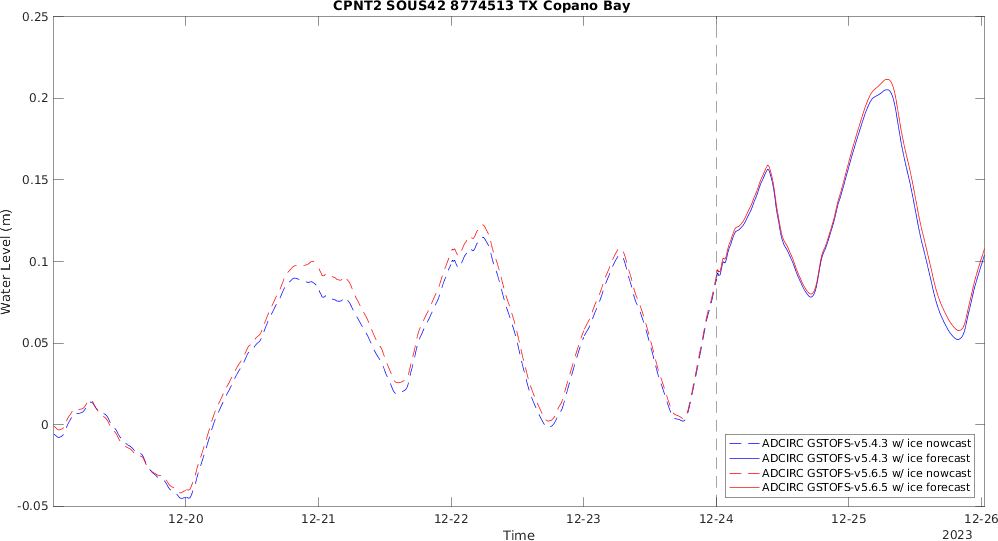 CPNT2 SOUS42 8774513 TX Copano Bay
0.25
0.2
0.15
0.1
0.05
0
-0.05
Water Level (m)
12-20
12-21
12-22
12-23
12-24
12-25
12-26
Time
2023
ADCIRC GSTOFS-v5.4.3 w/ ice nowcast
ADCIRC GSTOFS-v5.4.3 w/ ice forecast
ADCIRC GSTOFS-v5.6.5 w/ ice nowcast
ADCIRC GSTOFS-v5.6.5 w/ ice forecast